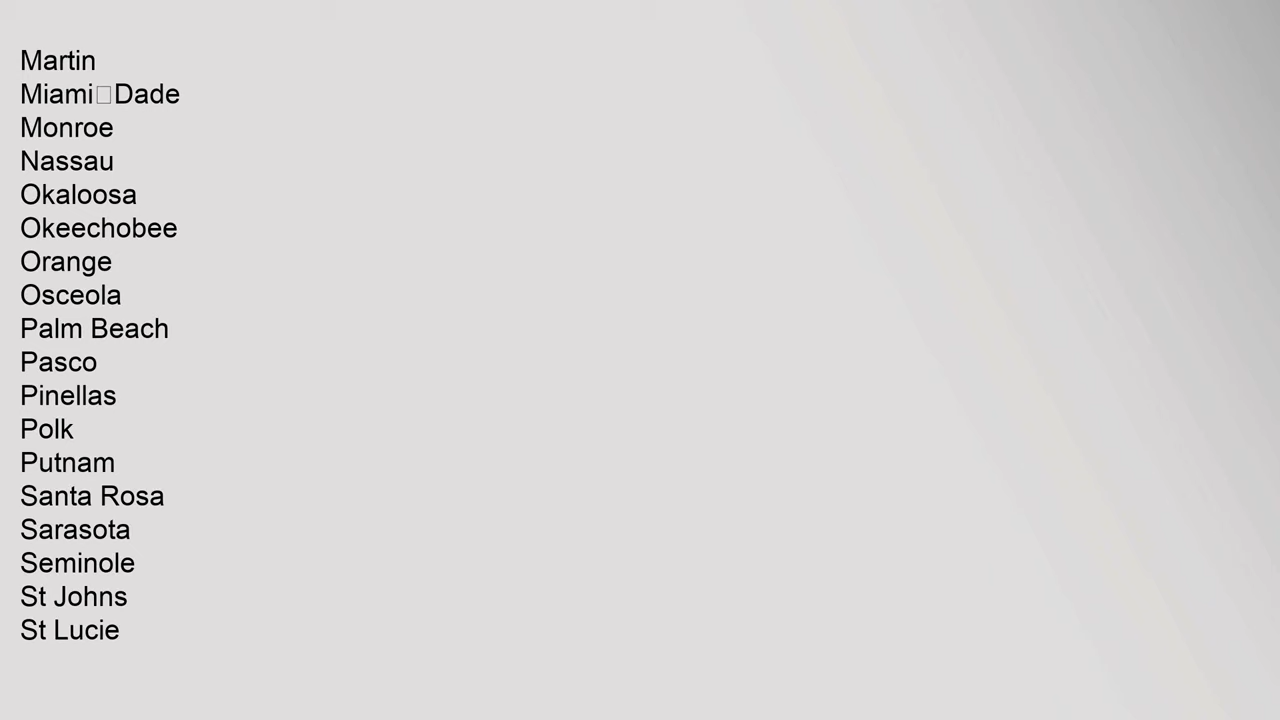 Martin
Miami□Dade
Monroe
Nassau
Okaloosa
Okeechobee
Orange
Osceola
Palm Beach
Pasco
Pinellas
Polk
Putnam
Santa Rosa
Sarasota
Seminole
St Johns
St Lucie